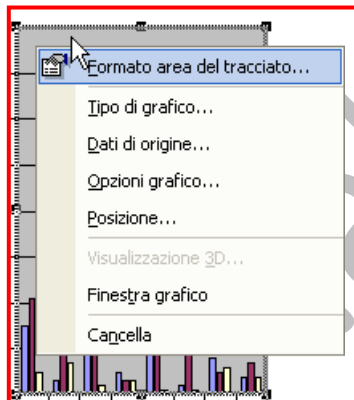 Formato area del tracciato...
Tipo di grafico...
Dati di origine...
Opzioni grafico...
Posizione...
Visualizzazione 3D...
Finestra grafico
Cancella